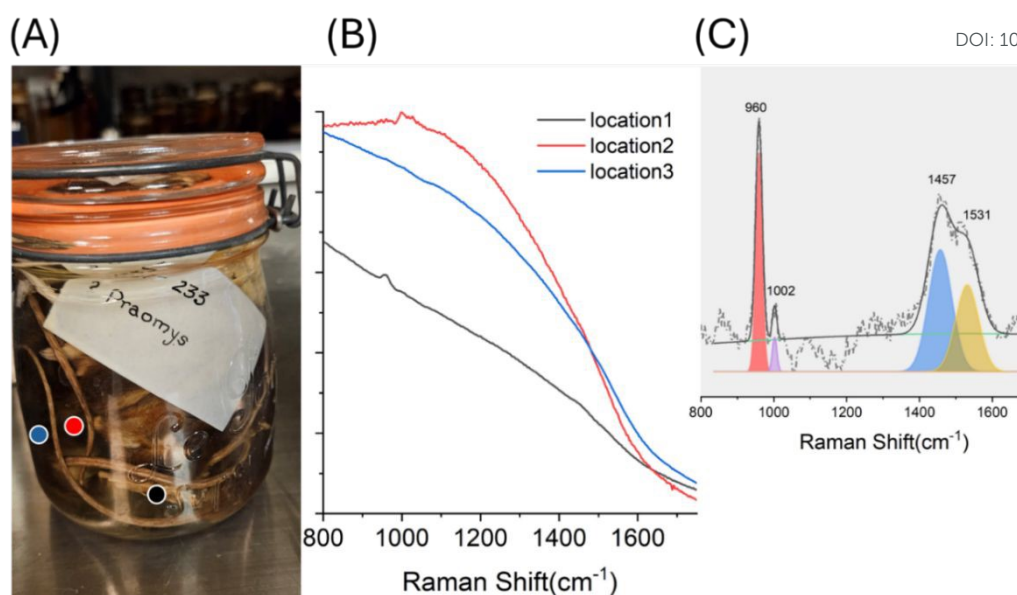 (A)
(B)
(C)
DOI: 10
233
? Praomys
location1
location2
location3
800
1000
1200
1400
1600
Raman Shift(cm⁻¹)
960
1002
1457
1531
800
1000
1200
1400
1600
Raman Shift(cm⁻¹)